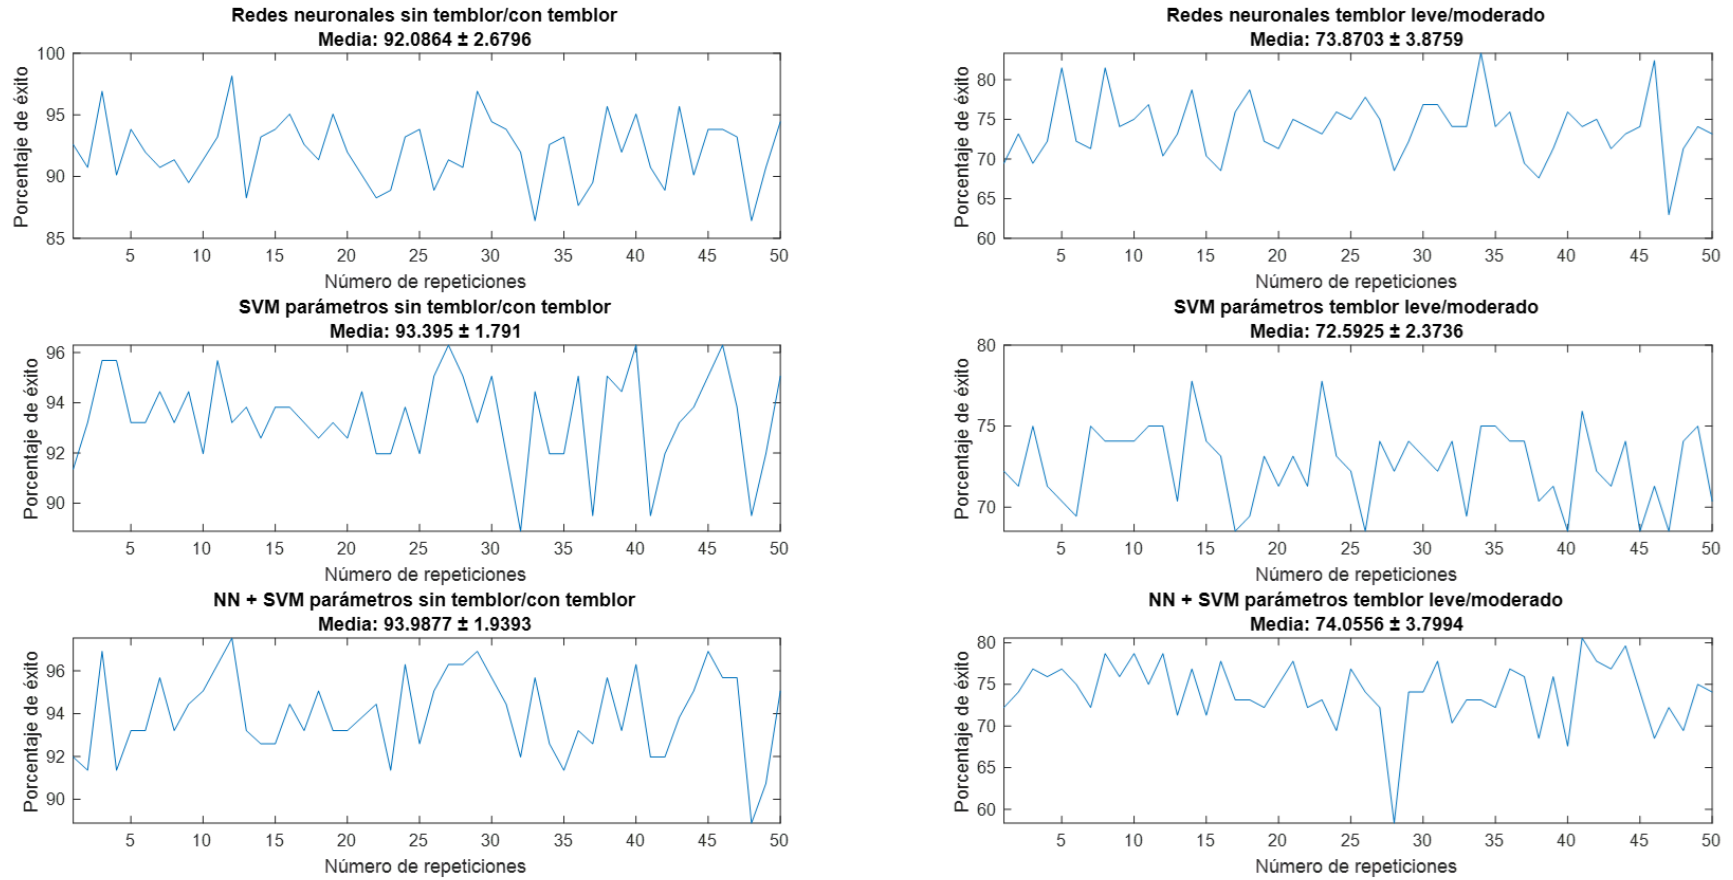 Redes neuronales sin temblor/con temblor
Media: 92.0864 ± 2.6796
Porcentaje de éxito
100
95
90
85
5 10 15 20 25 30 35 40 45 50
Número de repeticiones
Redes neuronales temblor leve/moderado
Media: 73.8703 ± 3.8759
Porcentaje de éxito
80
75
70
65
60
5 10 15 20 25 30 35 40 45 50
Número de repeticiones
SVM parámetros sin temblor/con temblor
Media: 93.395 ± 1.791
Porcentaje de éxito
96
94
92
90
5 10 15 20 25 30 35 40 45 50
Número de repeticiones
SVM parámetros temblor leve/moderado
Media: 72.5925 ± 2.3736
Porcentaje de éxito
80
75
70
5 10 15 20 25 30 35 40 45 50
Número de repeticiones
NN + SVM parámetros sin temblor/con temblor
Media: 93.9877 ± 1.9393
Porcentaje de éxito
96
94
92
90
5 10 15 20 25 30 35 40 45 50
Número de repeticiones
NN + SVM parámetros temblor leve/moderado
Media: 74.0556 ± 3.7994
Porcentaje de éxito
80
75
70
65
60
5 10 15 20 25 30 35 40 45 50
Número de repeticiones